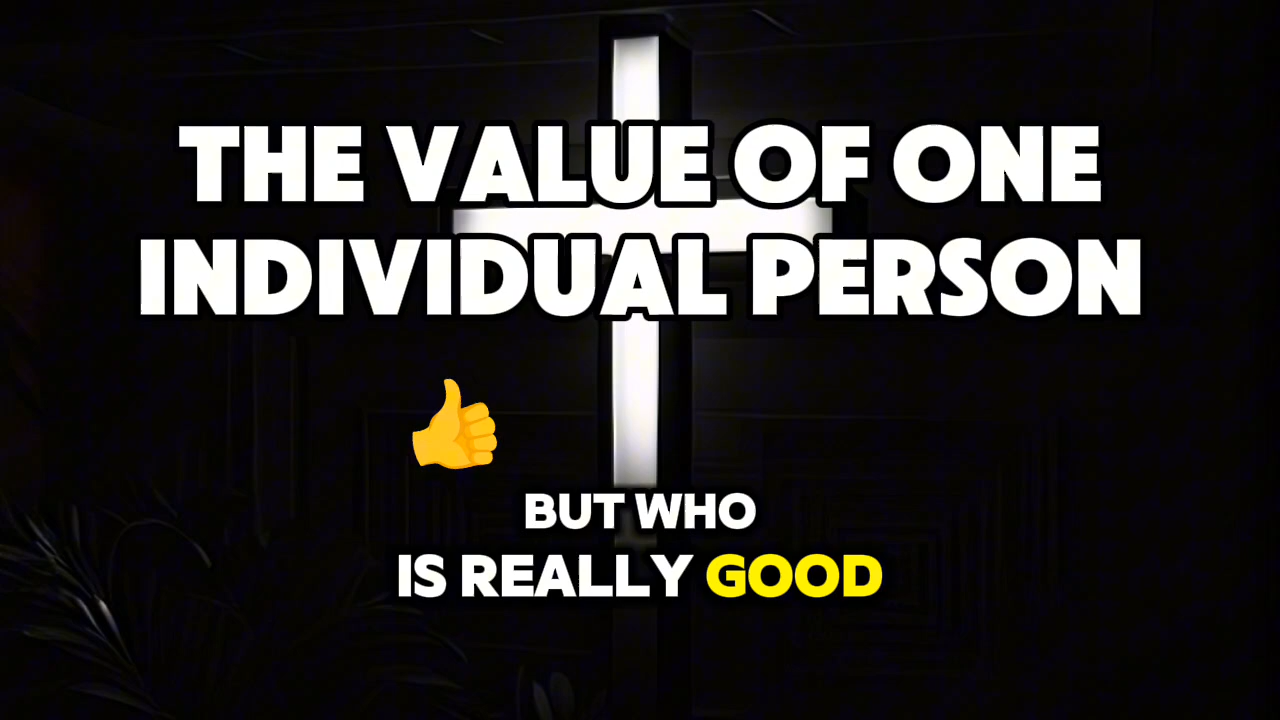 THE VALUE OF ONE
INDIVIDUAL PERSON
BUT WHO
IS REALLY GOOD